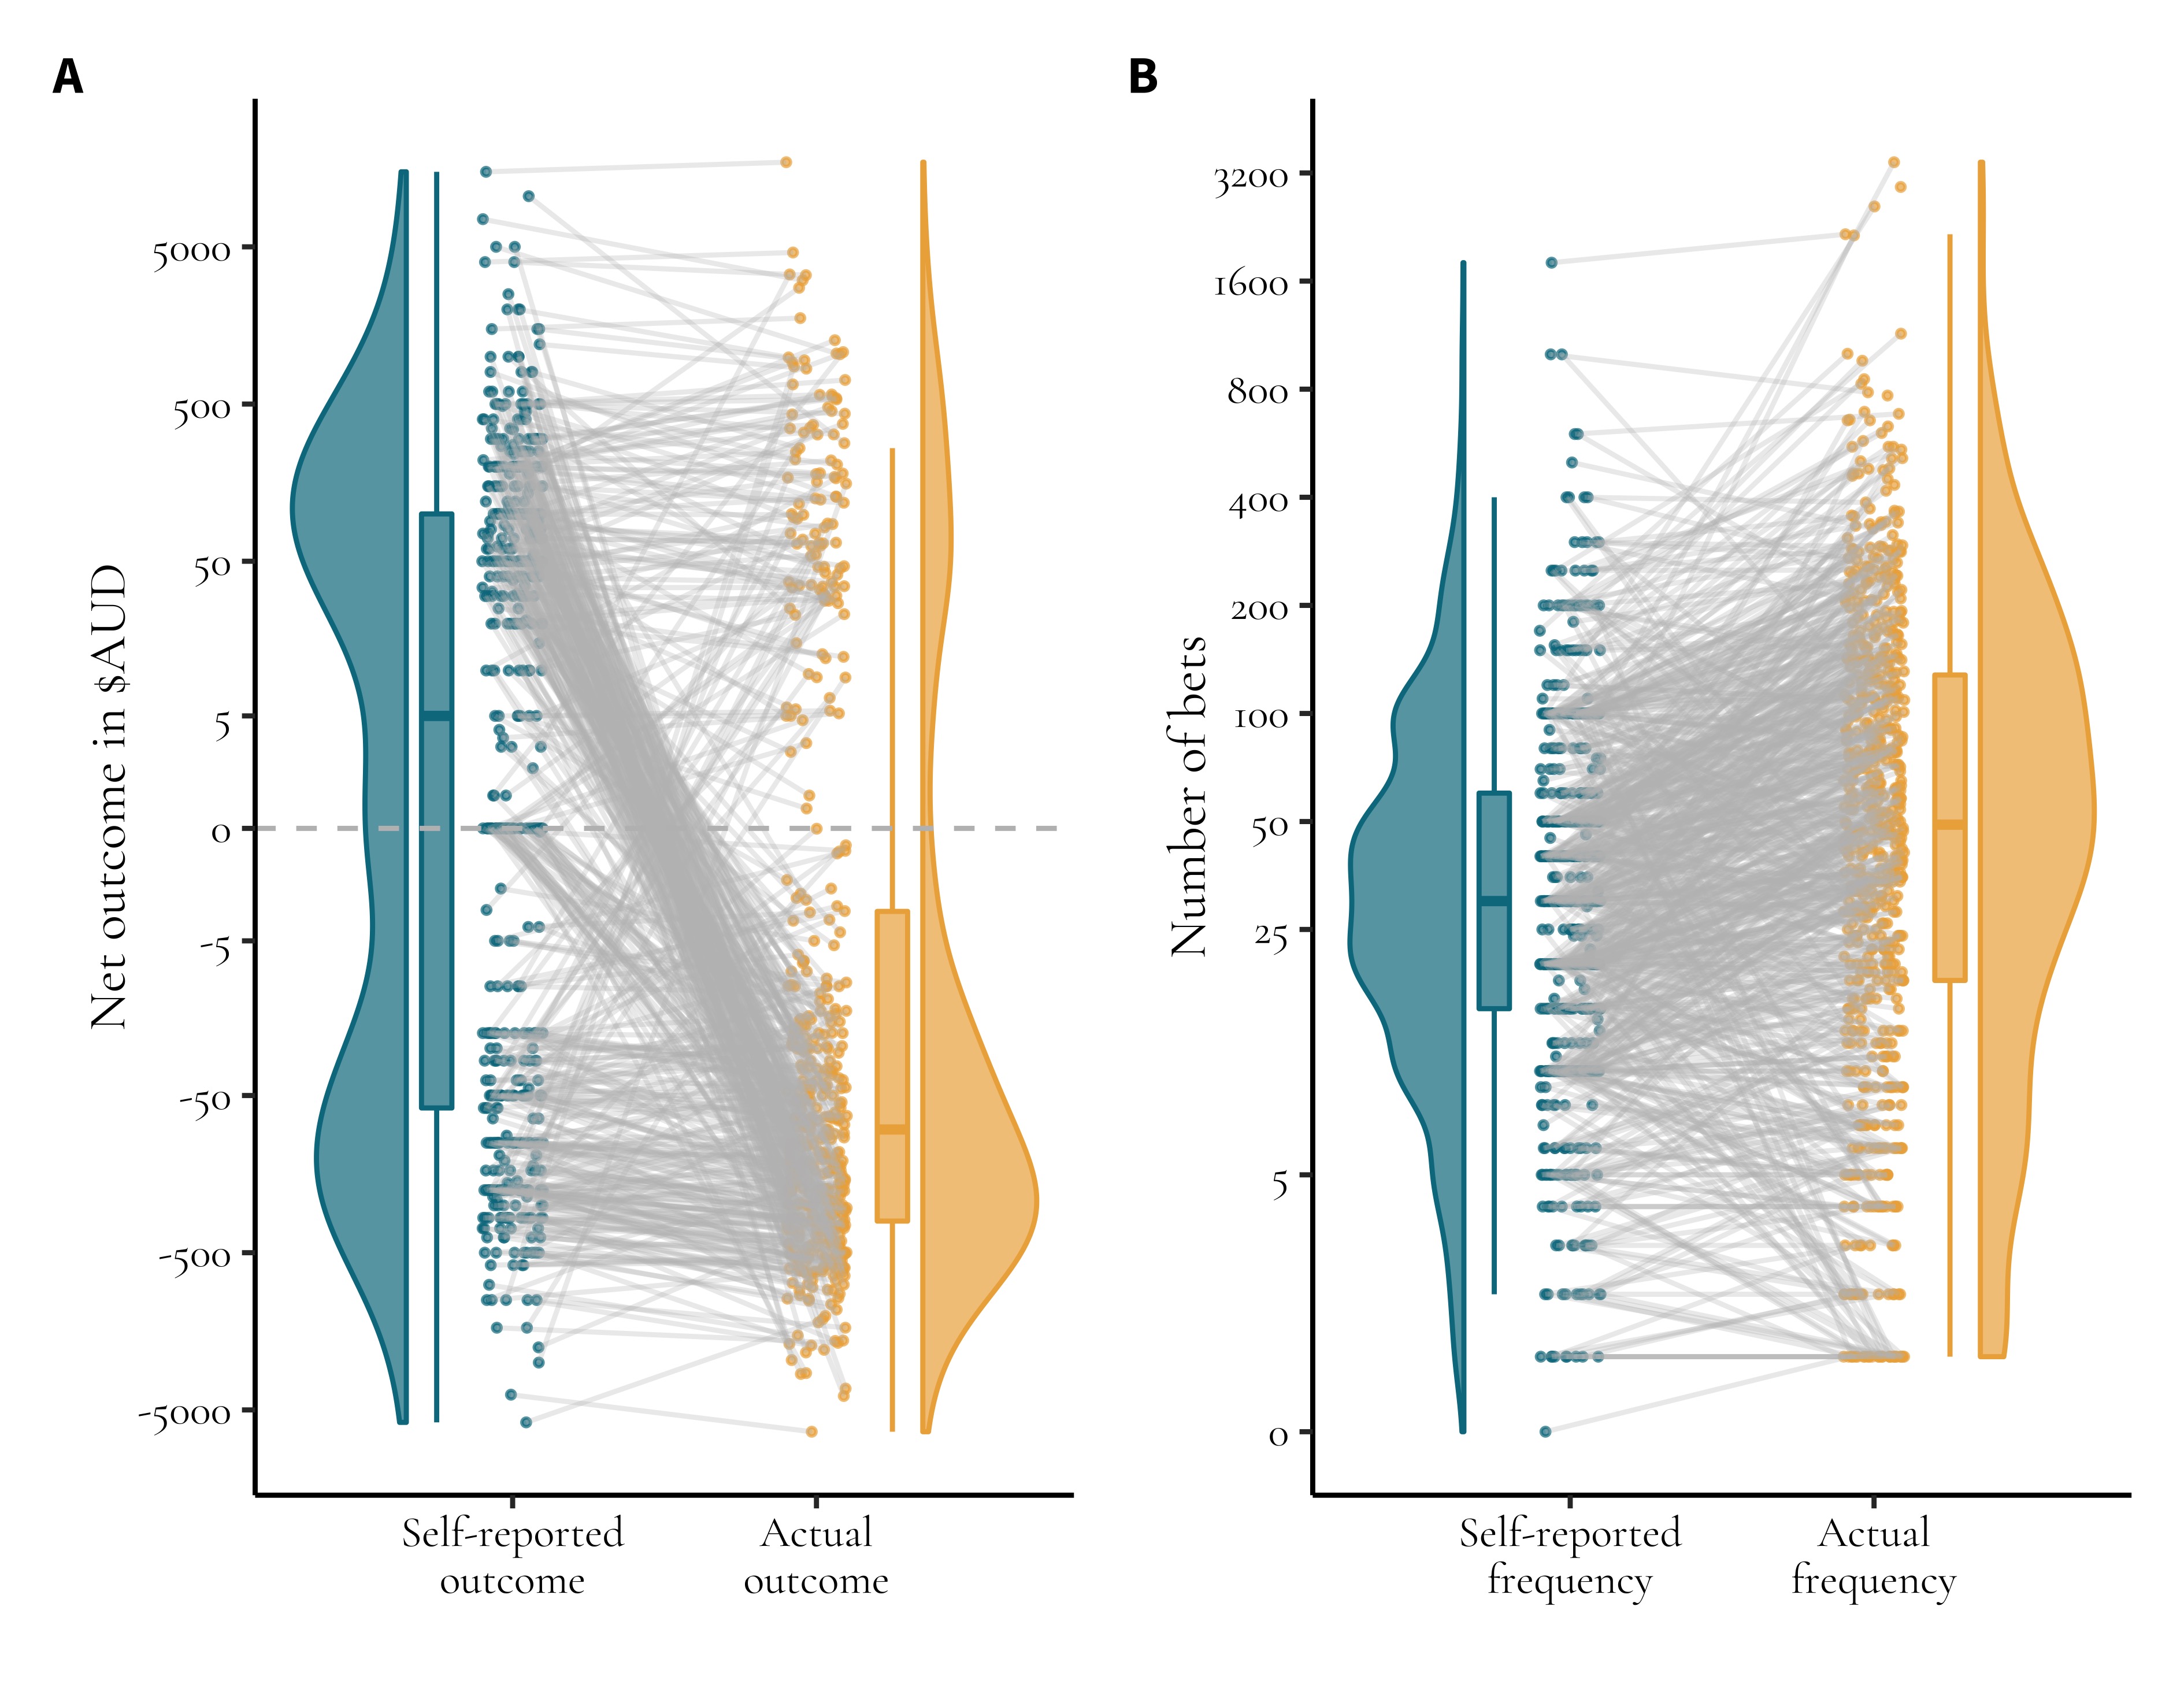 A
Net outcome in $AUD
5000
500
50
5
0
-5
-50
-500
-5000
Self-reported
outcome
Actual
outcome
B
Number of bets
3200
1600
800
400
200
100
50
25
5
0
Self-reported
frequency
Actual
frequency